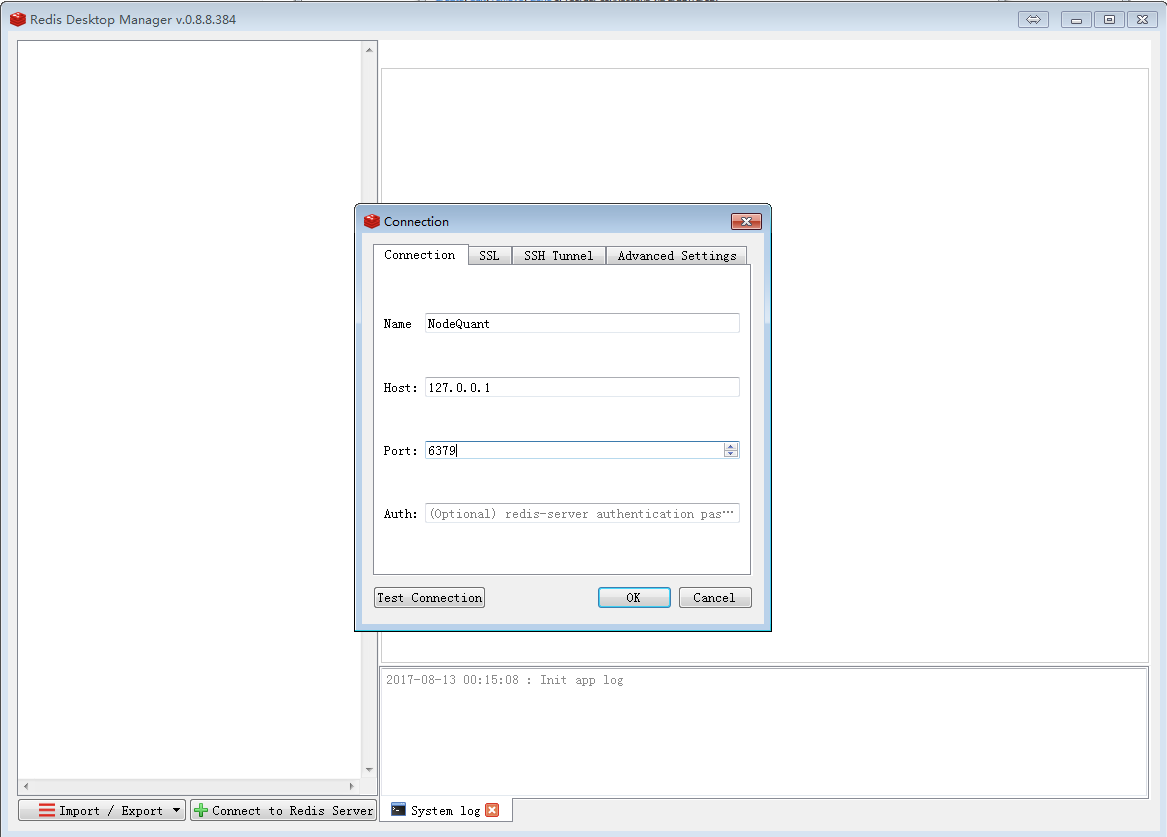 Redis Desktop Manager v.0.8.8.384
Connection
Connection SSL SSH Tunnel Advanced Settings
Name NodeQuant
Host: 127.0.0.1
Port: 6379
Auth: (Optional) redis-server authentication pas…
Test Connection OK Cancel
2017-08-13 00:15:08 : Init app log
Import / Export Connect to Redis Server System log